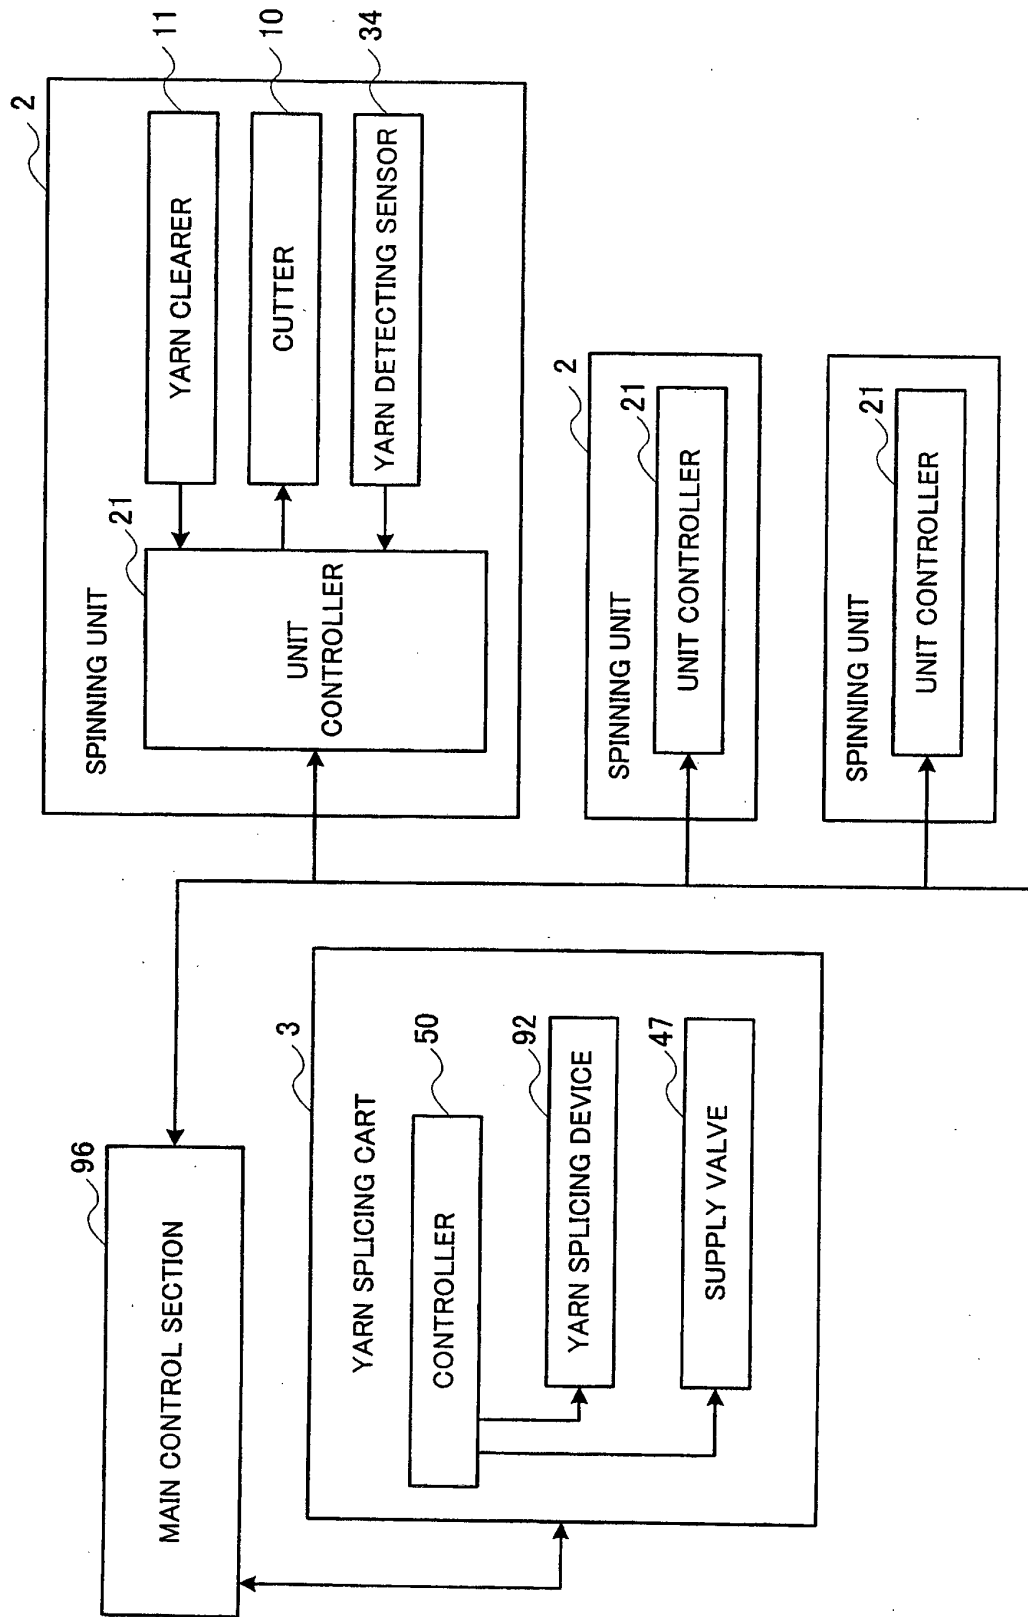 96
MAIN CONTROL SECTION
3
YARN SPLICING CART
50
CONTROLLER
92
YARN SPLICING DEVICE
47
SUPPLY VALVE
2
SPINNING UNIT
21
UNIT
CONTROLLER
YARN CLEARER
11
CUTTER
10
YARN DETECTING SENSOR
34
2
SPINNING UNIT
21
UNIT CONTROLLER
SPINNING UNIT
21
UNIT CONTROLLER